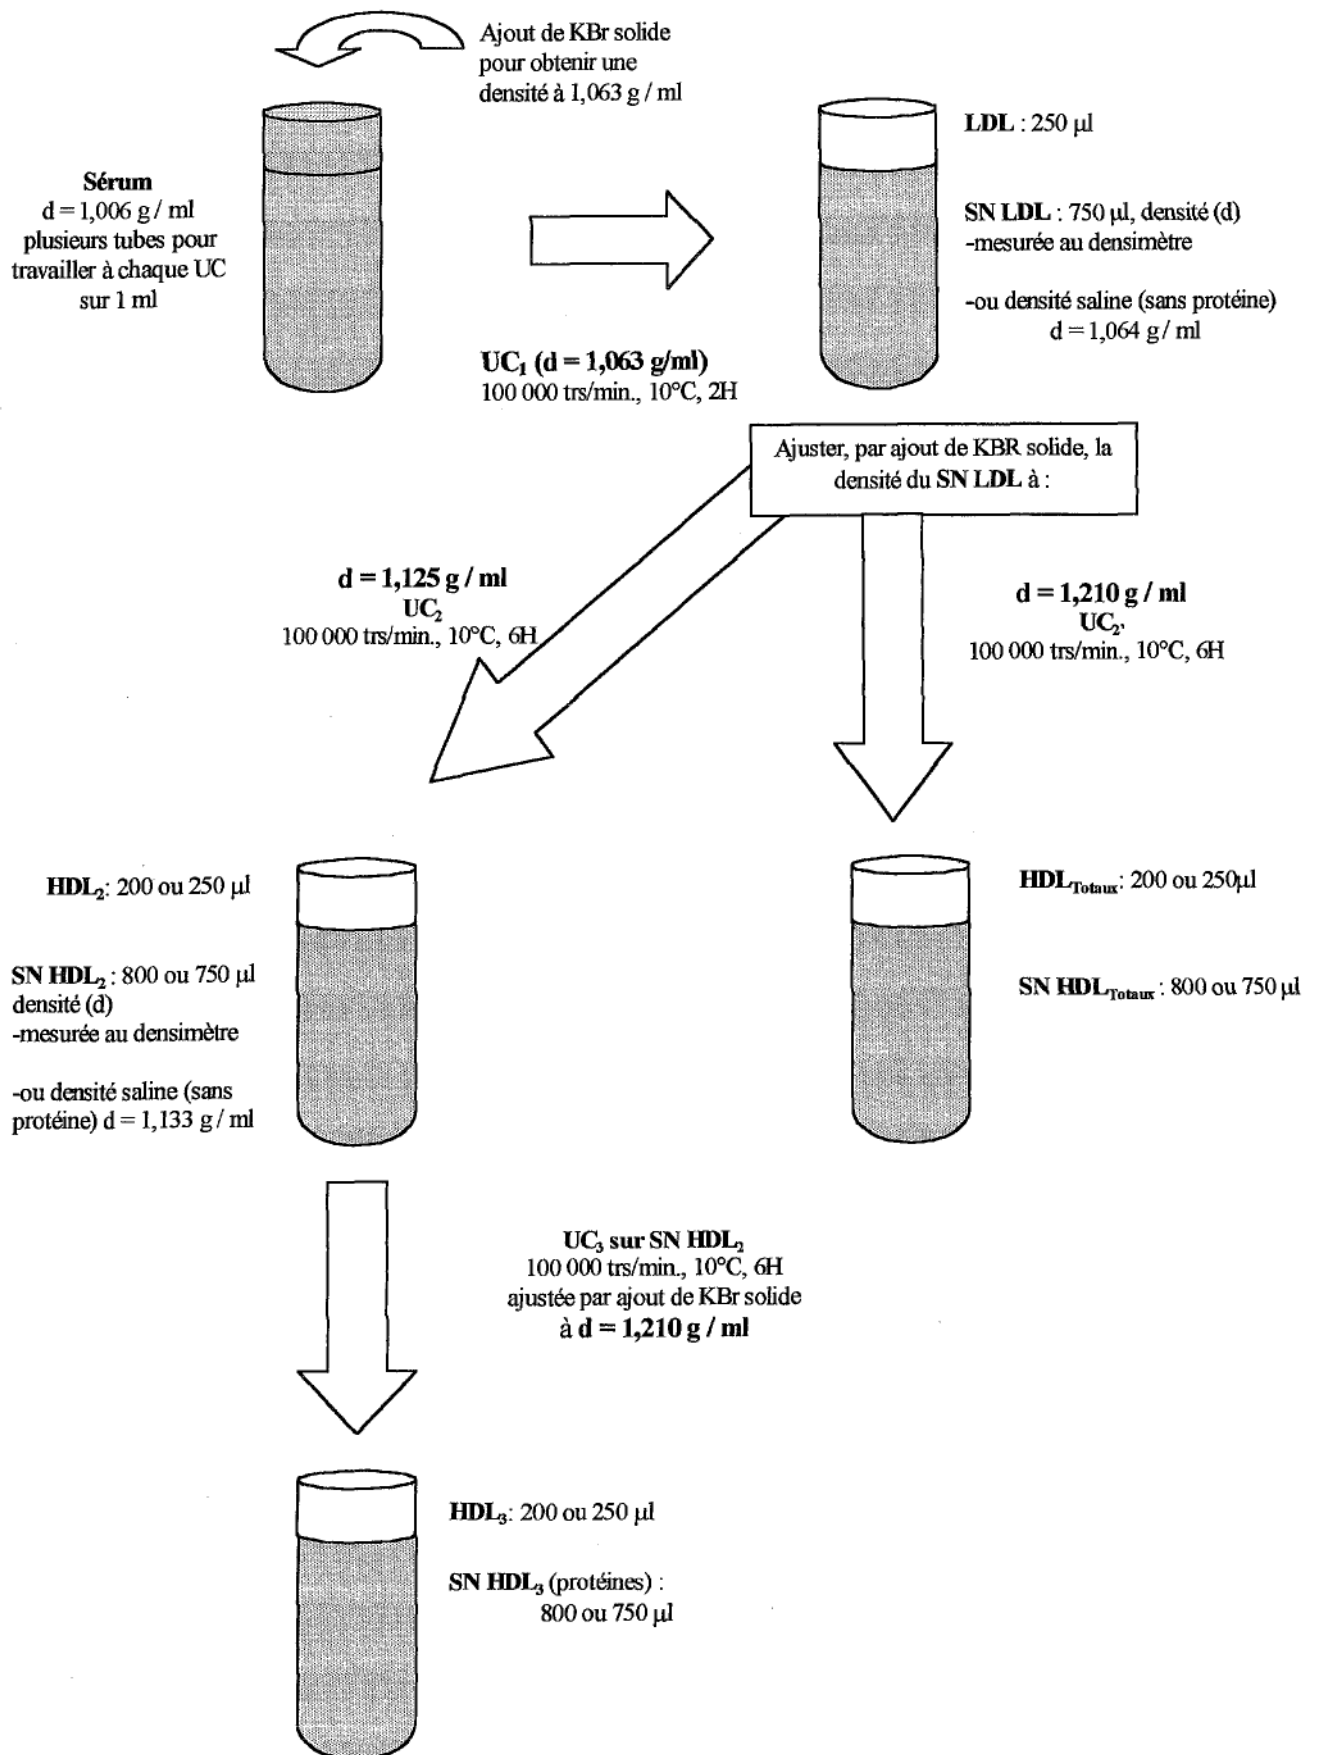 Ajout de KBr solide
pour obtenir une
densité à 1,063 g / ml
Sérum
d = 1,006 g / ml
plusieurs tubes pour
travailler à chaque UC
sur 1 ml
LDL : 250 µl
SN LDL : 750 µl, densité (d)
-mesurée au densimètre
-ou densité saline (sans protéine)
d = 1,064 g / ml
UC₁ (d = 1,063 g/ml)
100 000 trs/min., 10°C, 2H
Ajuster, par ajout de KBR solide, la
densité du SN LDL à :
d = 1,125 g / ml
UC₂
100 000 trs/min., 10°C, 6H
d = 1,210 g / ml
UC₂'
100 000 trs/min., 10°C, 6H
HDL₂: 200 ou 250 µl
SN HDL₂ : 800 ou 750 µl
densité (d)
-mesurée au densimètre
-ou densité saline (sans
protéine) d = 1,133 g / ml
HDL Totaux : 200 ou 250µl
SN HDL Totaux : 800 ou 750 µl
UC₃ sur SN HDL₂
100 000 trs/min., 10°C, 6H
ajustée par ajout de KBr solide
à d = 1,210 g / ml
HDL₃: 200 ou 250 µl
SN HDL₃ (protéines) :
800 ou 750 µl